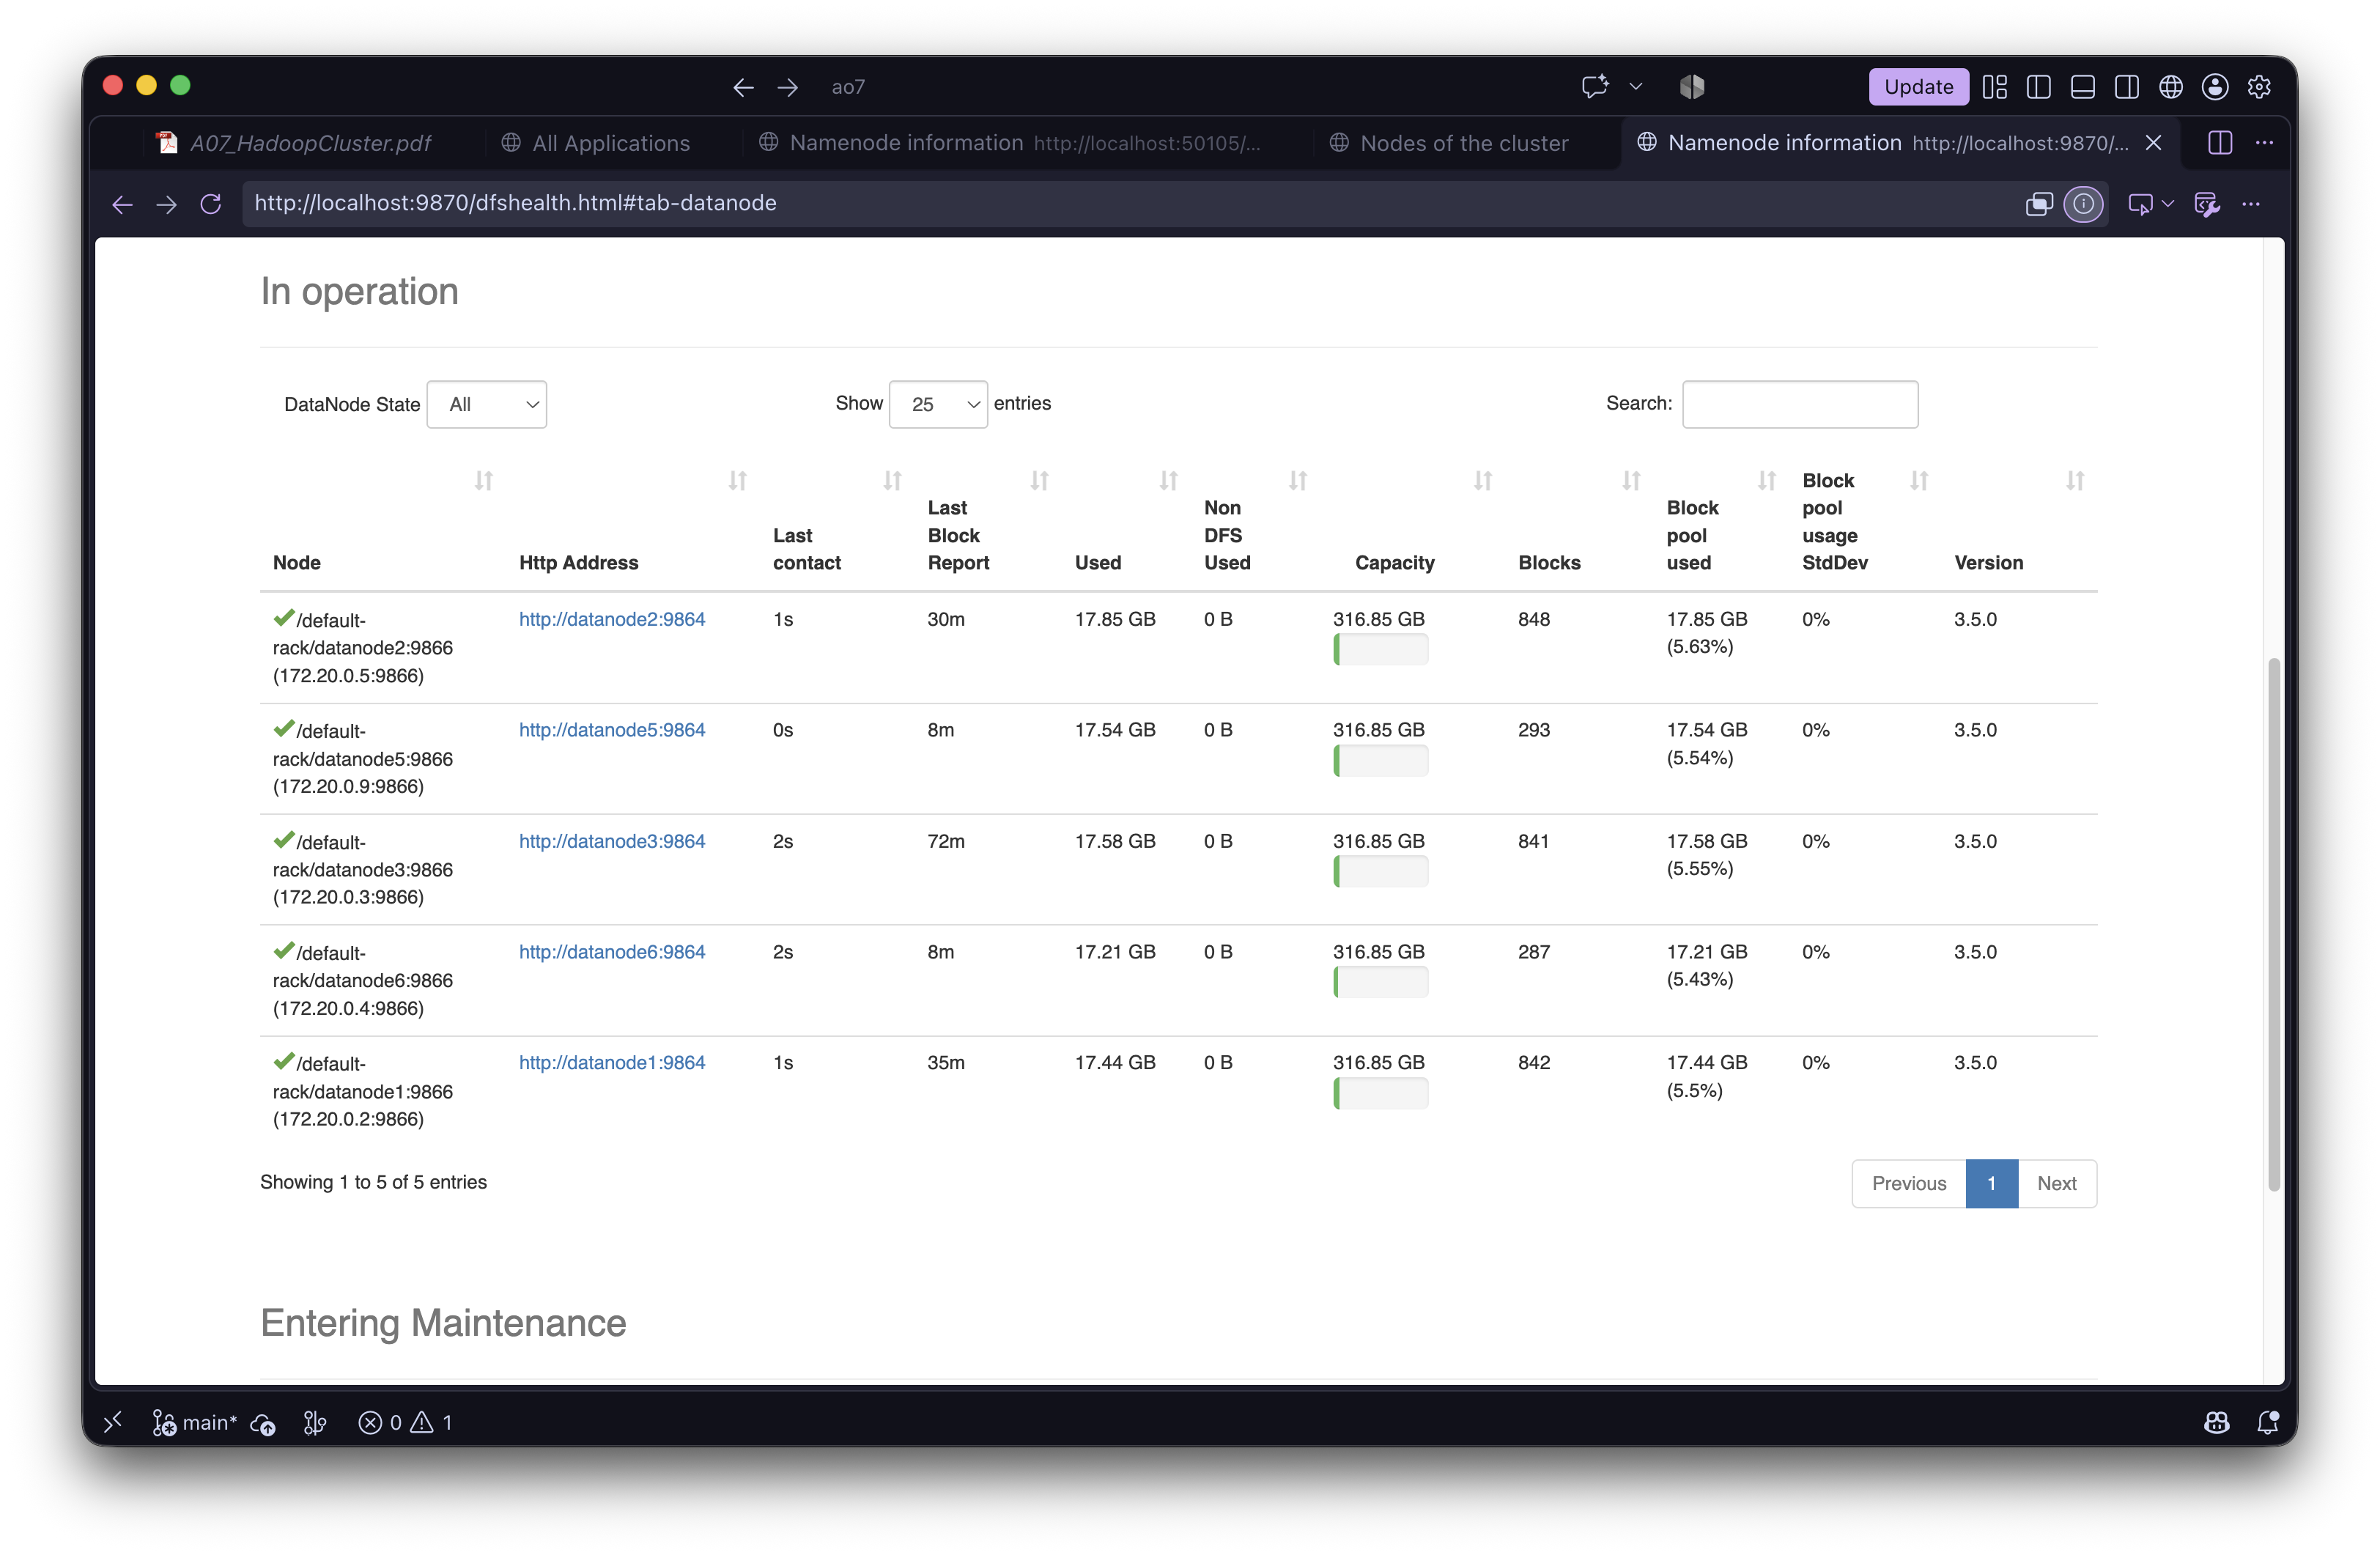 ao7
Update
A07_HadoopCluster.pdf
All Applications
Namenode information http://localhost:50105/...
Nodes of the cluster
Namenode information http://localhost:9870/...
http://localhost:9870/dfshealth.html#tab-datanode
In operation
DataNode State All
Show 25 entries
Search:
Node Http Address Last contact Last Block Report Used Non DFS Used Capacity Blocks Block pool used Block pool usage StdDev Version
/default-
rack/datanode2:9866
(172.20.0.5:9866)
http://datanode2:9864 1s 30m 17.85 GB 0 B 316.85 GB 848 17.85 GB
(5.63%)
0% 3.5.0
/default-
rack/datanode5:9866
(172.20.0.9:9866)
http://datanode5:9864 0s 8m 17.54 GB 0 B 316.85 GB 293 17.54 GB
(5.54%)
0% 3.5.0
/default-
rack/datanode3:9866
(172.20.0.3:9866)
http://datanode3:9864 2s 72m 17.58 GB 0 B 316.85 GB 841 17.58 GB
(5.55%)
0% 3.5.0
/default-
rack/datanode6:9866
(172.20.0.4:9866)
http://datanode6:9864 2s 8m 17.21 GB 0 B 316.85 GB 287 17.21 GB
(5.43%)
0% 3.5.0
/default-
rack/datanode1:9866
(172.20.0.2:9866)
http://datanode1:9864 1s 35m 17.44 GB 0 B 316.85 GB 842 17.44 GB
(5.5%)
0% 3.5.0
Showing 1 to 5 of 5 entries
Previous 1 Next
Entering Maintenance
main* 0 1